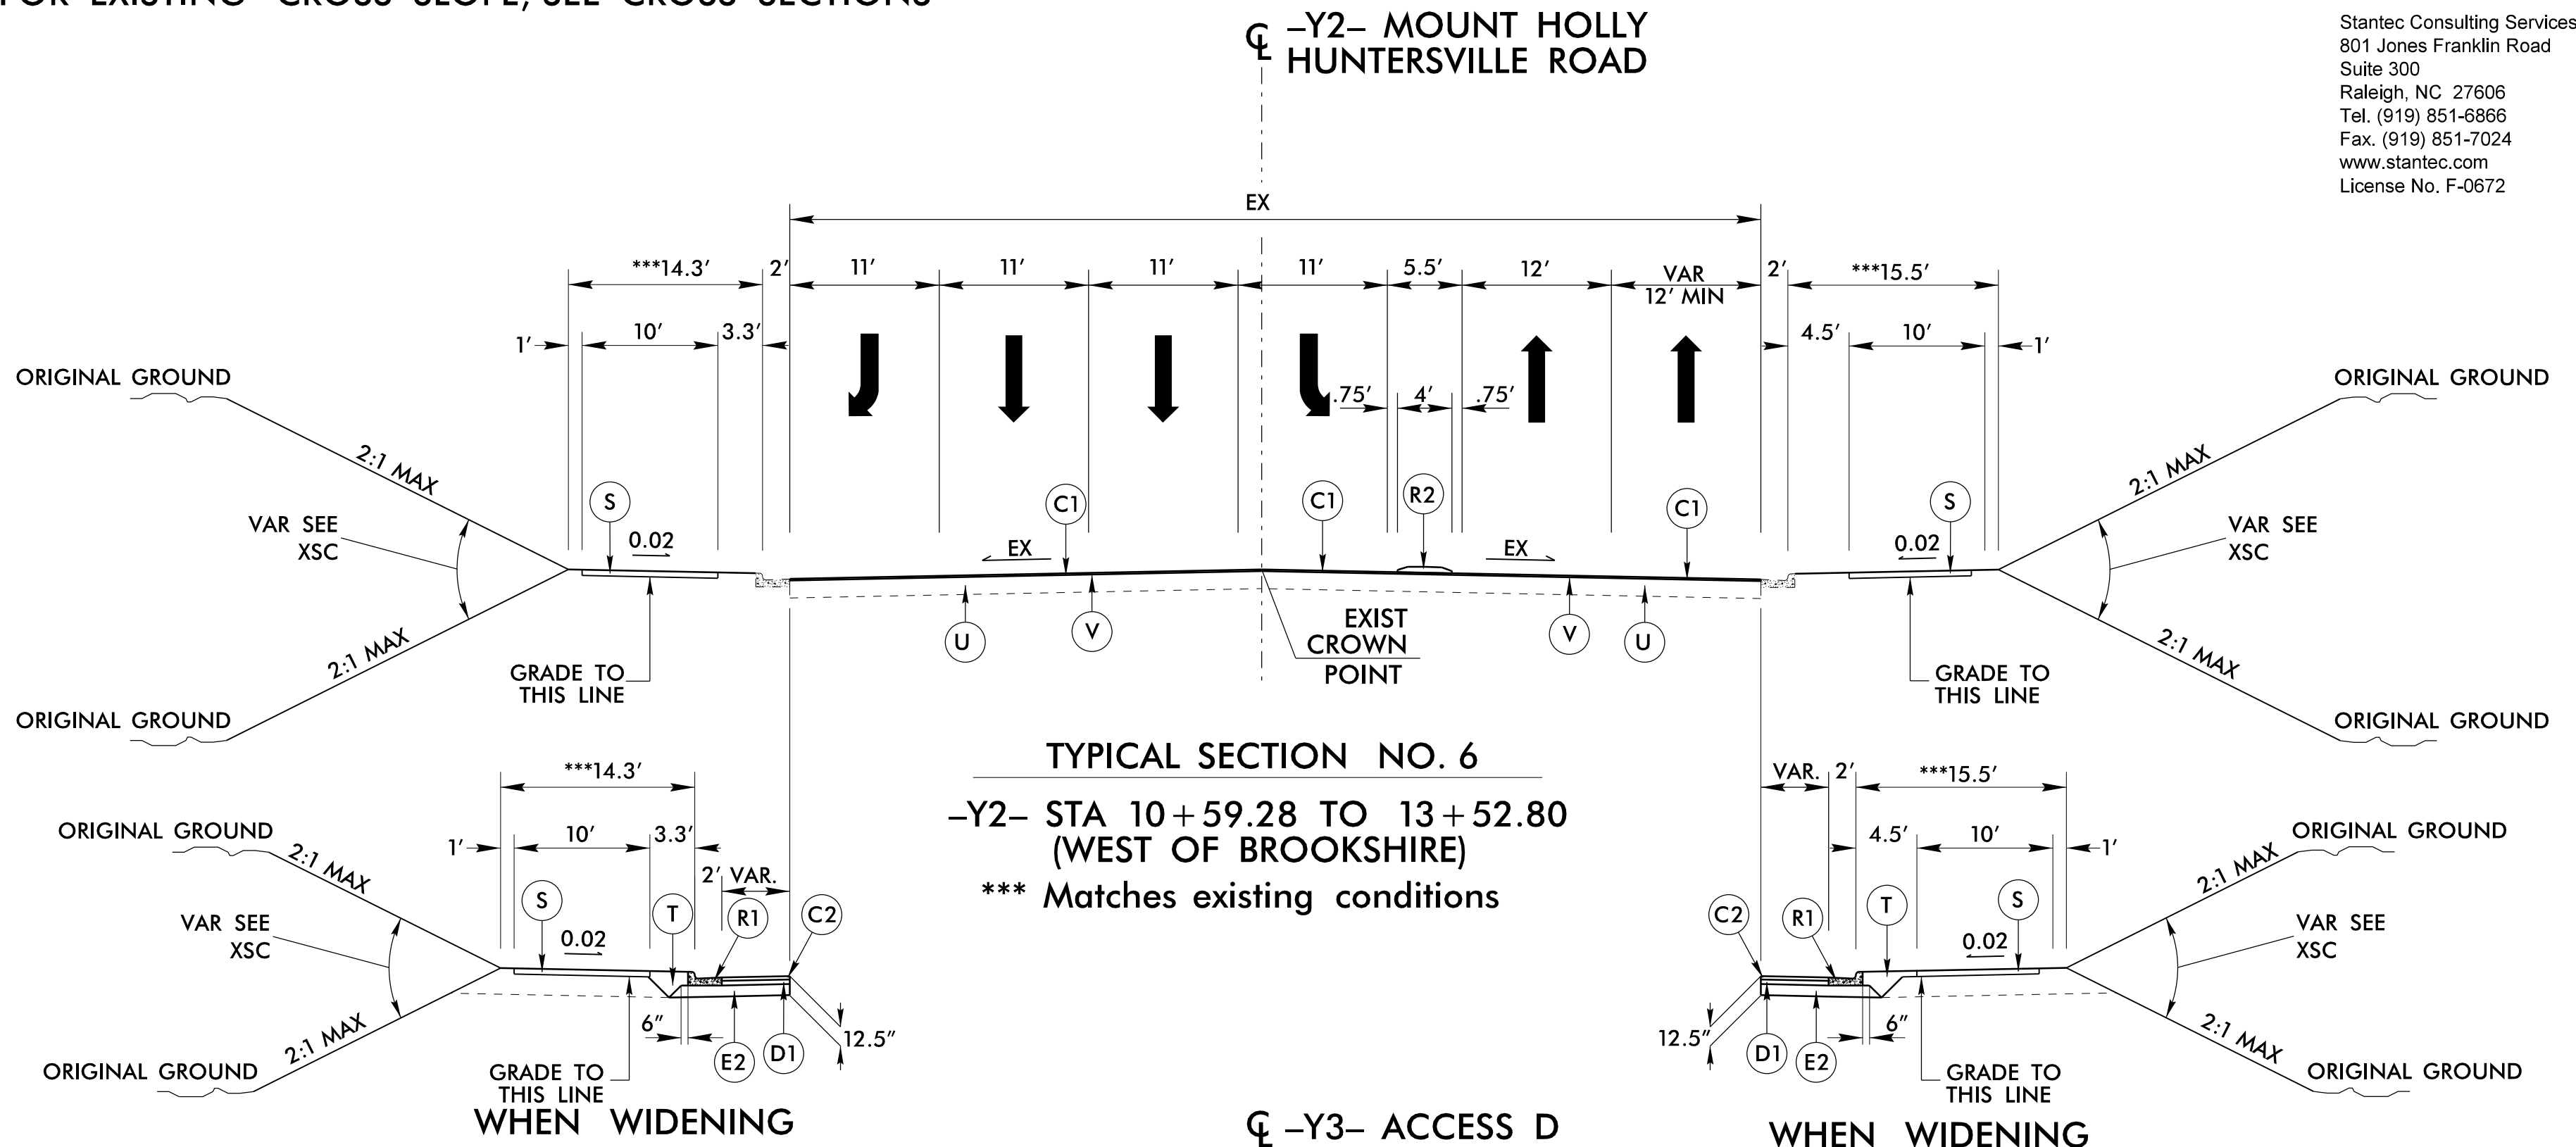 FOR EXISTING CROSS SLOPE, SEE CROSS SECTIONS
℄ –Y2– MOUNT HOLLY
HUNTERSVILLE ROAD
Stantec Consulting Services
801 Jones Franklin Road
Suite 300
Raleigh, NC 27606
Tel. (919) 851-6866
Fax. (919) 851-7024
www.stantec.com
License No. F-0672
EX
***14.3' 2' 11' 11' 11' 11' 5.5' 12' VAR 2' ***15.5'
12' MIN
1' 10' 3.3' 4.5' 10' 1'
ORIGINAL GROUND ORIGINAL GROUND
.75' 4' .75'
2:1 MAX 2:1 MAX
S C1 C1 R2 C1 S
VAR SEE VAR SEE
XSC XSC
0.02 EX EX 0.02
U V V U
EXIST
CROWN
POINT
2:1 MAX 2:1 MAX
GRADE TO GRADE TO
THIS LINE THIS LINE
ORIGINAL GROUND ORIGINAL GROUND
TYPICAL SECTION NO. 6
–Y2– STA 10+59.28 TO 13+52.80
(WEST OF BROOKSHIRE)
*** Matches existing conditions
***14.3' VAR. 2' ***15.5'
ORIGINAL GROUND ORIGINAL GROUND
1' 10' 3.3' 4.5' 10' 1'
2:1 MAX 2:1 MAX
2' VAR.
S T R1 C2 C2 R1 T S
VAR SEE VAR SEE
XSC XSC
0.02 0.02
6" 12.5" 12.5" 6"
2:1 MAX 2:1 MAX
E2 D1 D1 E2
ORIGINAL GROUND ORIGINAL GROUND
GRADE TO GRADE TO
THIS LINE THIS LINE
WHEN WIDENING ℄ –Y3– ACCESS D WHEN WIDENING